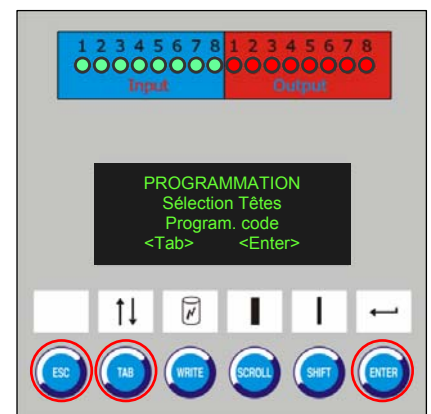 1 2 3 4 5 6 7 8 1 2 3 4 5 6 7 8
Input Output
PROGRAMMATION
Sélection Têtes
Program. code
<Tab> <Enter>
ESC TAB WRITE SCROLL SHIFT ENTER